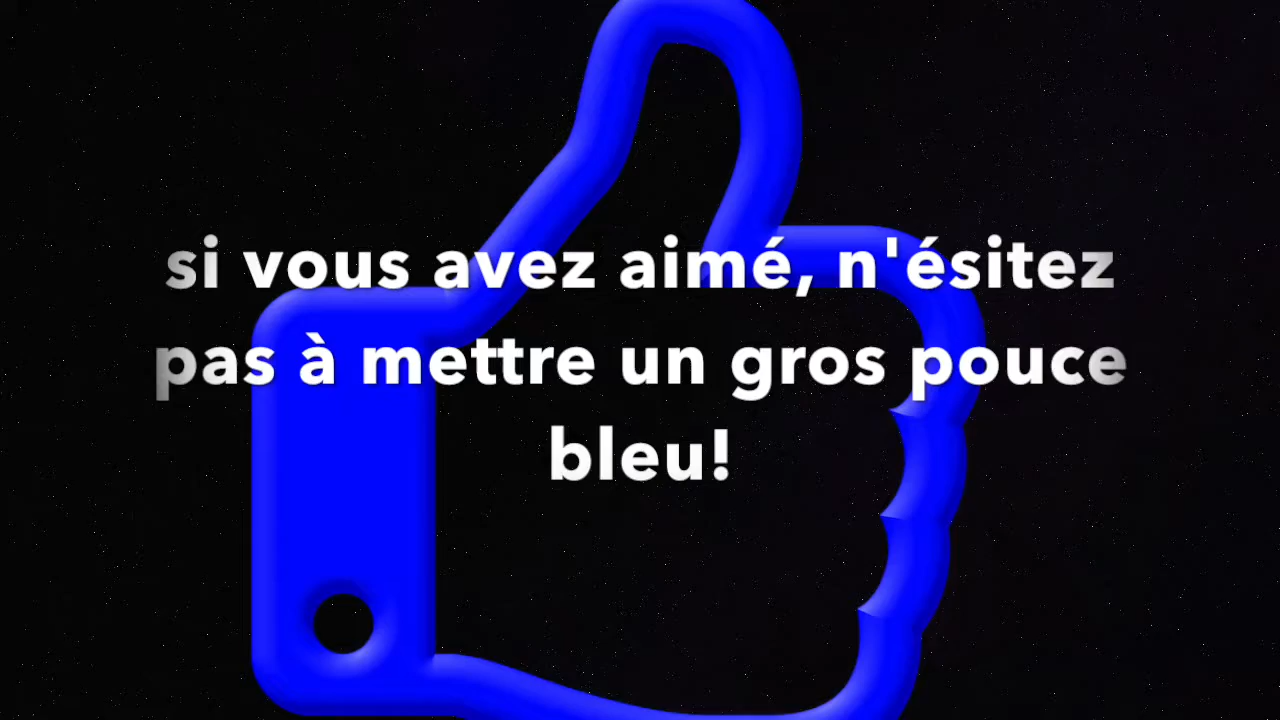 si vous avez aimé, n'ésitez
pas à mettre un gros pouce
bleu!